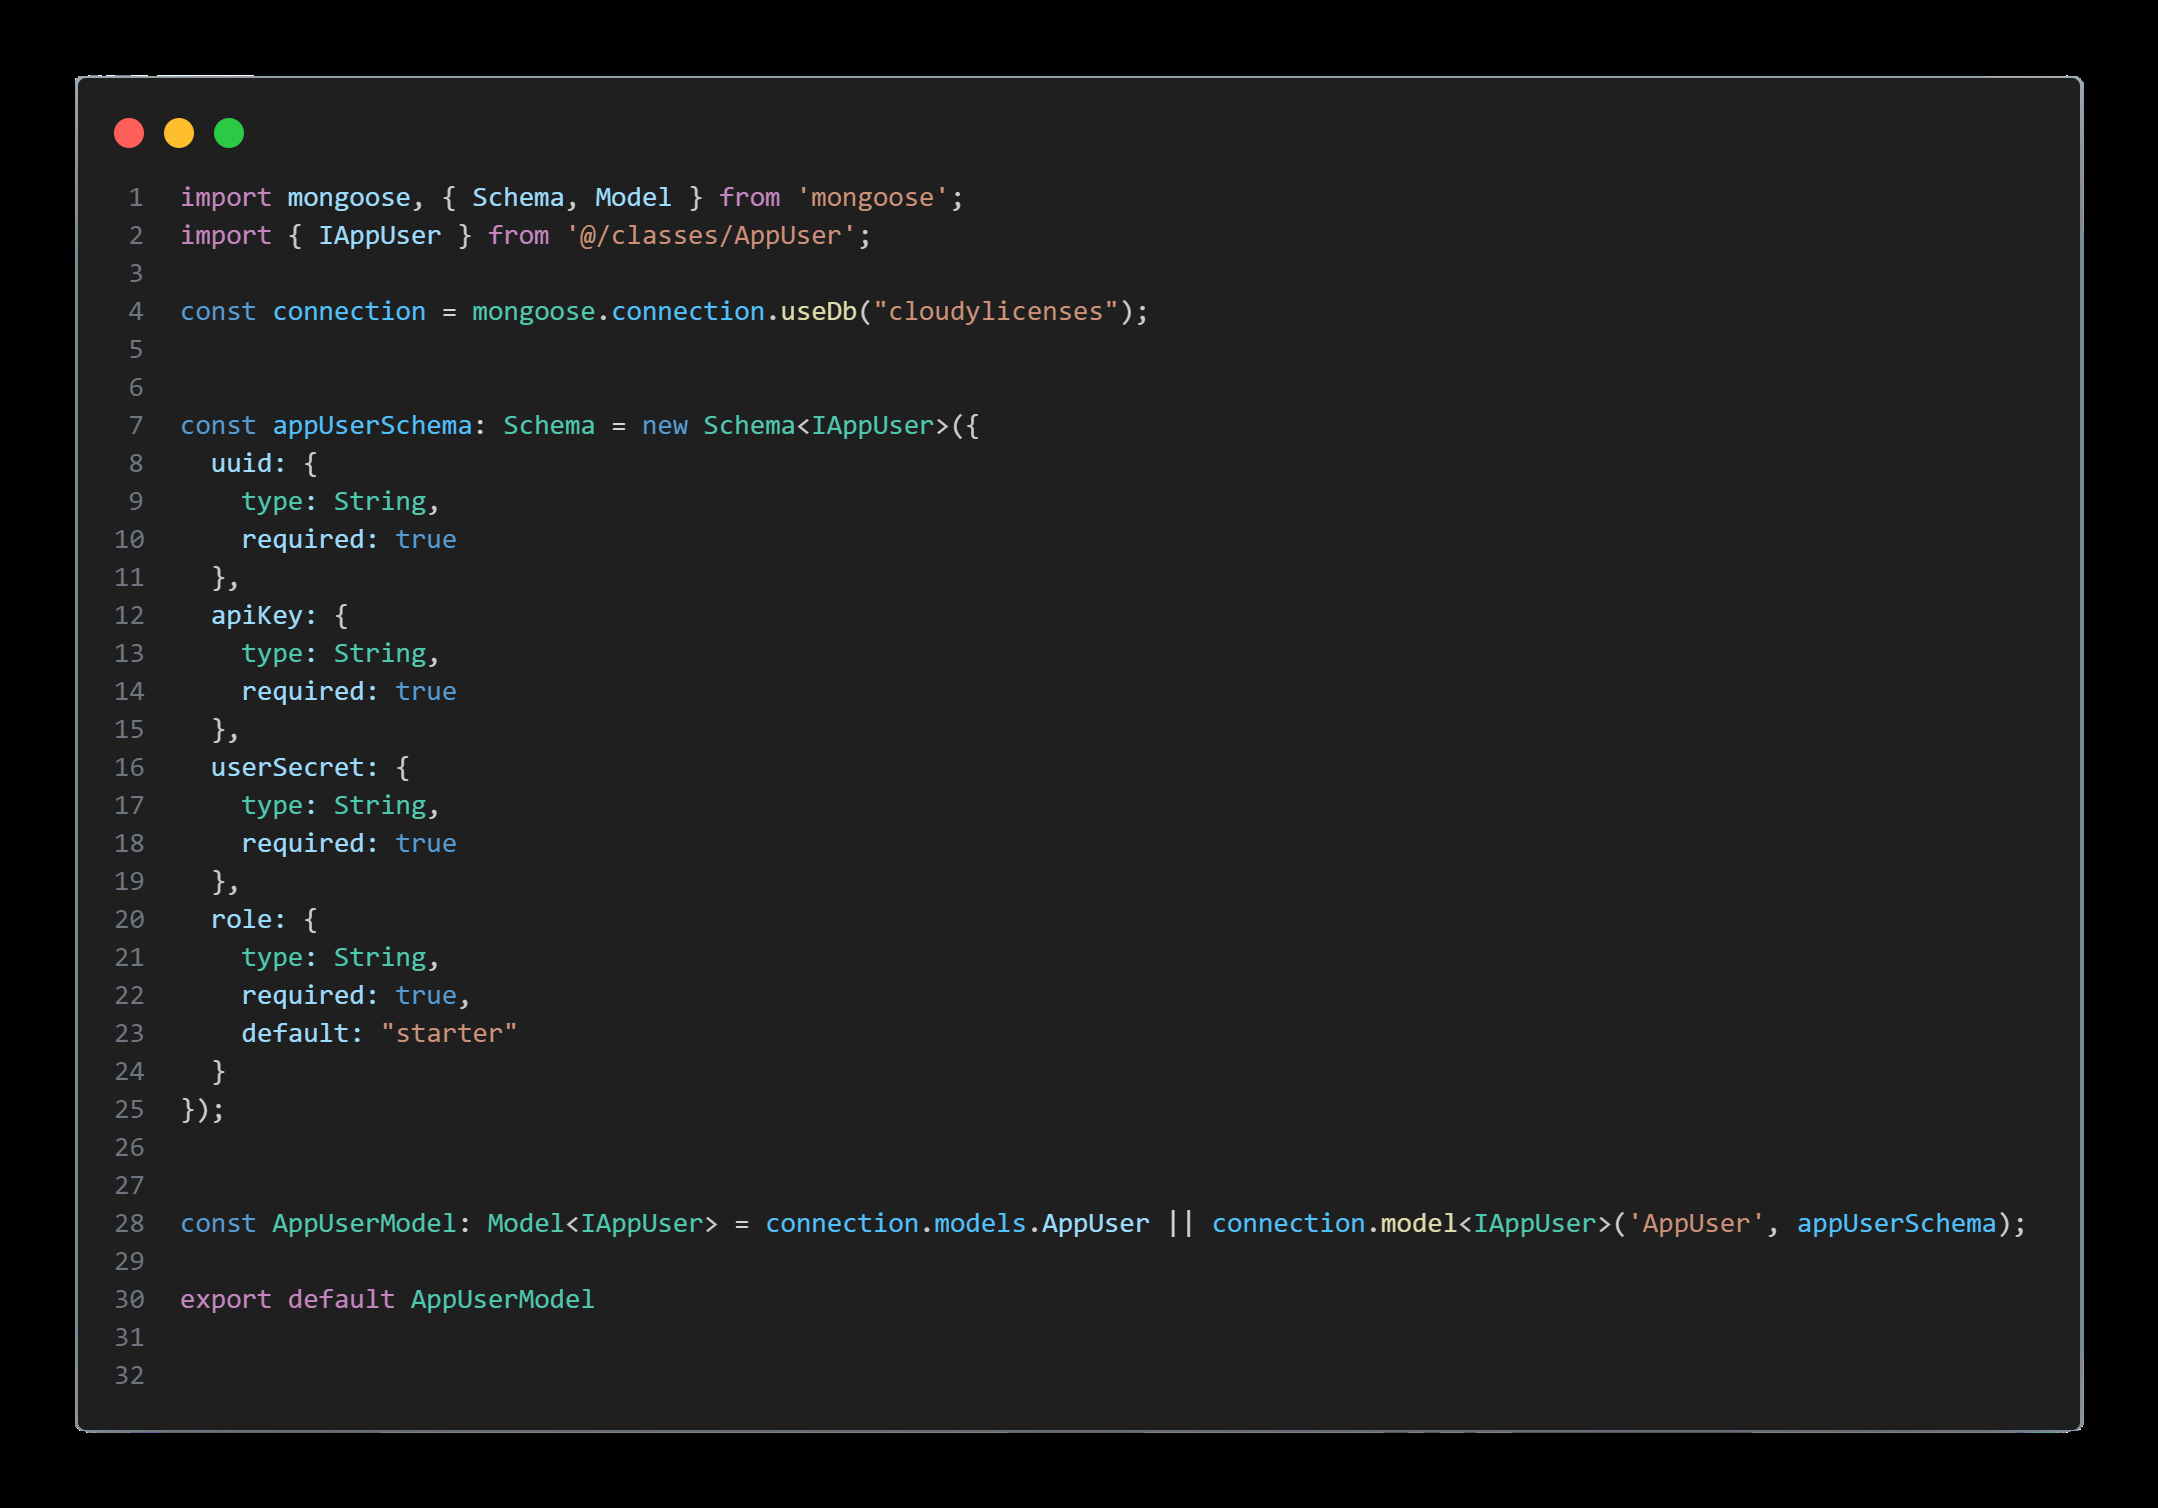 1 import mongoose, { Schema, Model } from 'mongoose';
2 import { IAppUser } from '@/classes/AppUser';
3
4 const connection = mongoose.connection.useDb("cloudylicenses");
5
6
7 const appUserSchema: Schema = new Schema<IAppUser>({
8   uuid: {
9     type: String,
10     required: true
11   },
12   apiKey: {
13     type: String,
14     required: true
15   },
16   userSecret: {
17     type: String,
18     required: true
19   },
20   role: {
21     type: String,
22     required: true,
23     default: "starter"
24   }
25 });
26
27
28 const AppUserModel: Model<IAppUser> = connection.models.AppUser || connection.model<IAppUser>('AppUser', appUserSchema);
29
30 export default AppUserModel
31
32